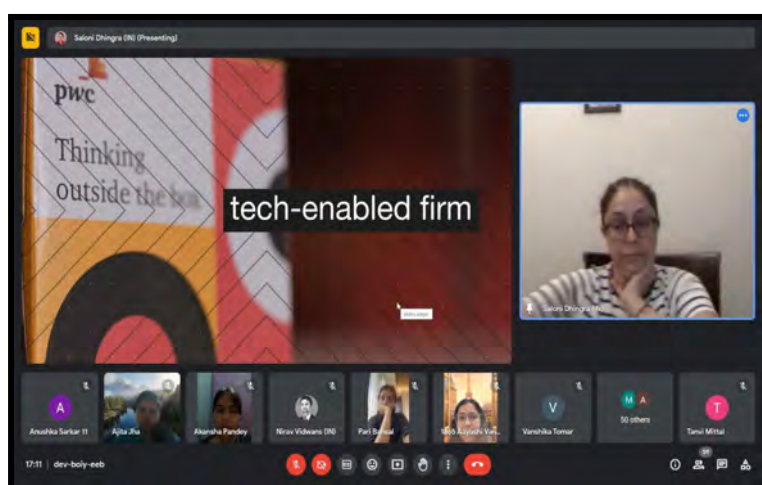 Saloni Dhingra (IN) (Presenting)
pwc
Thinking
outside the box
tech-enabled firm
Saloni Dhingra
A
Anushka Sarkar 11
Ajita Jha
Akansha Pandey
Nirav Vidwans (IN)
Pari Bansal
V
Vanshika Tomar
M A
50 others
T
Tanvi Mittal
17:11 | dev-boiy-eeb